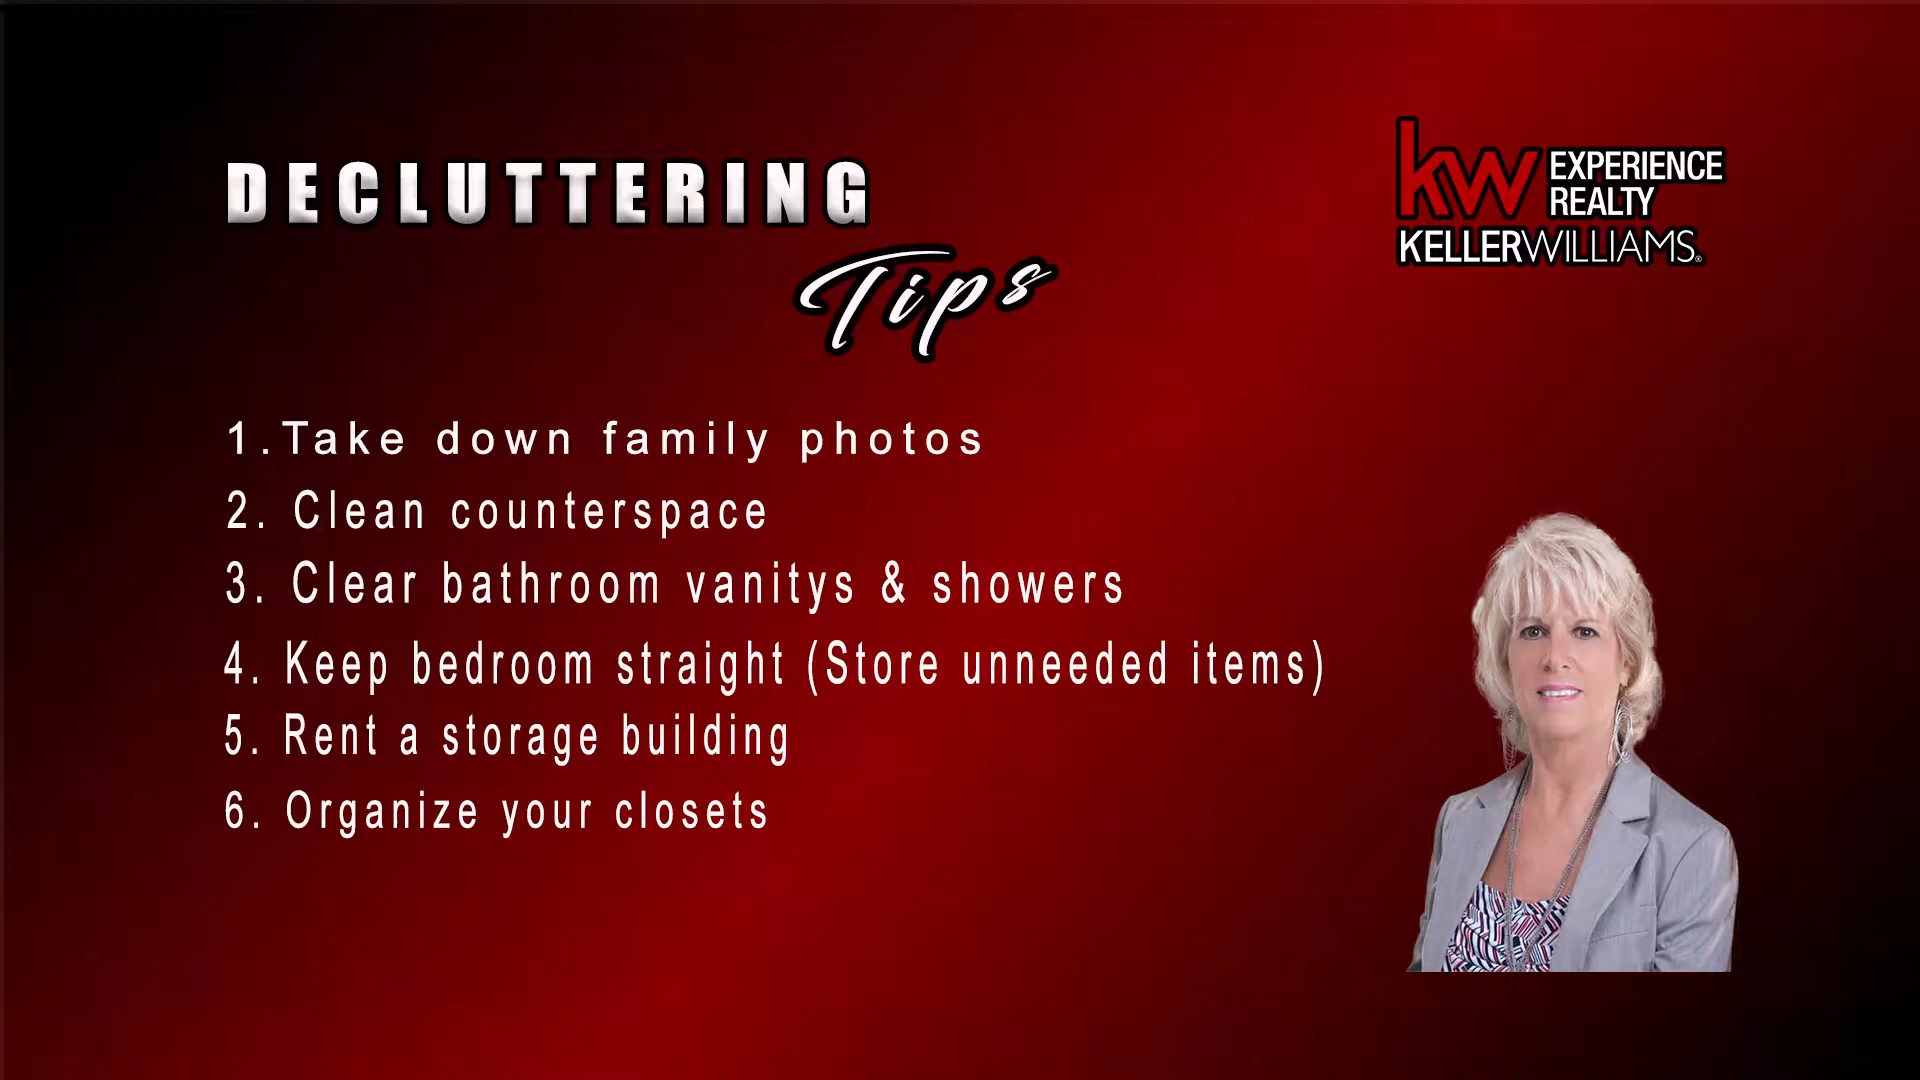 DECLUTTERING
Tips
kw EXPERIENCE
REALTY
KELLERWILLIAMS®
1.Take down family photos
2. Clean counterspace
3. Clear bathroom vanitys & showers
4. Keep bedroom straight (Store unneeded items)
5. Rent a storage building
6. Organize your closets